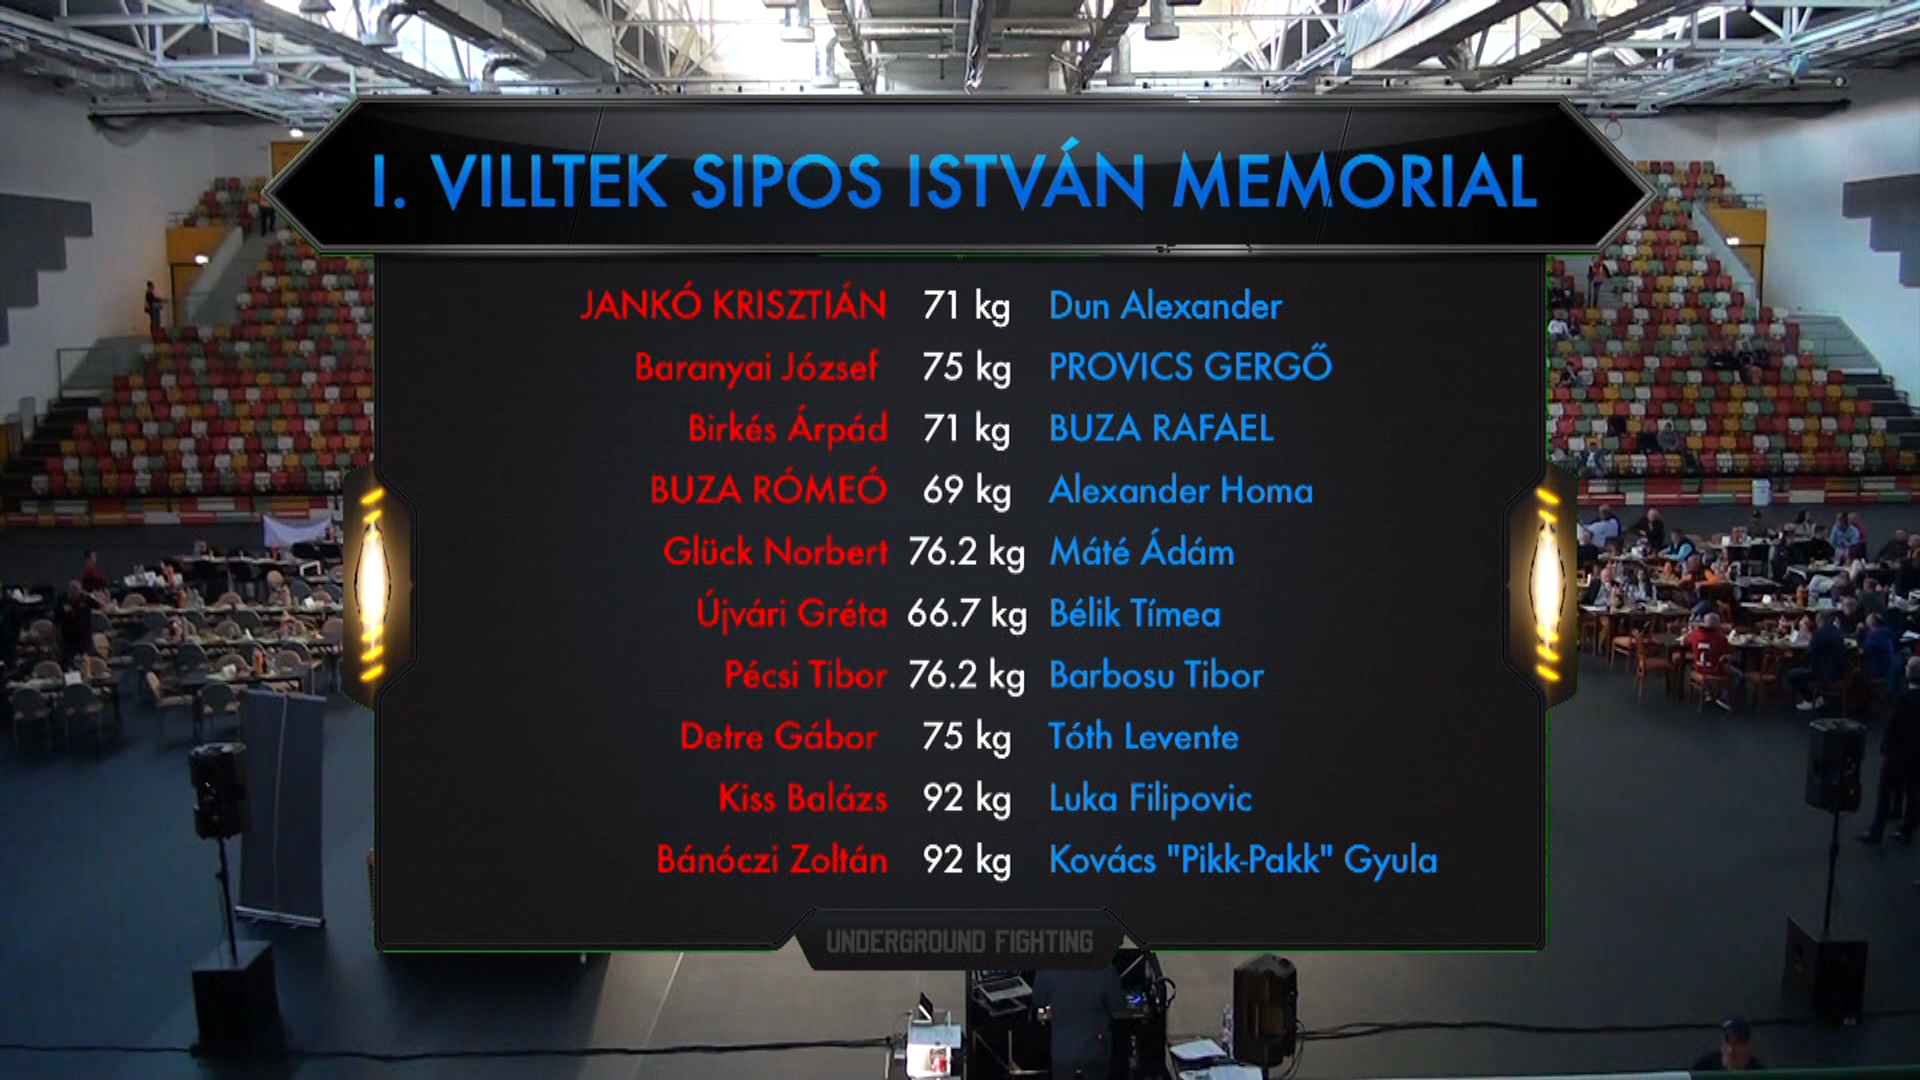 I. VILLTEK SIPOS ISTVÁN MEMORIAL
JANKÓ KRISZTIÁN 71 kg Dun Alexander
Baranyai József 75 kg PROVICS GERGŐ
Birkés Árpád 71 kg BUZA RAFAEL
BUZA RÓMEÓ 69 kg Alexander Homa
Glück Norbert 76.2 kg Máté Ádám
Újvári Gréta 66.7 kg Bélik Tímea
Pécsi Tibor 76.2 kg Barbosu Tibor
Detre Gábor 75 kg Tóth Levente
Kiss Balázs 92 kg Luka Filipovic
Bánóczi Zoltán 92 kg Kovács "Pikk-Pakk" Gyula
UNDERGROUND FIGHTING